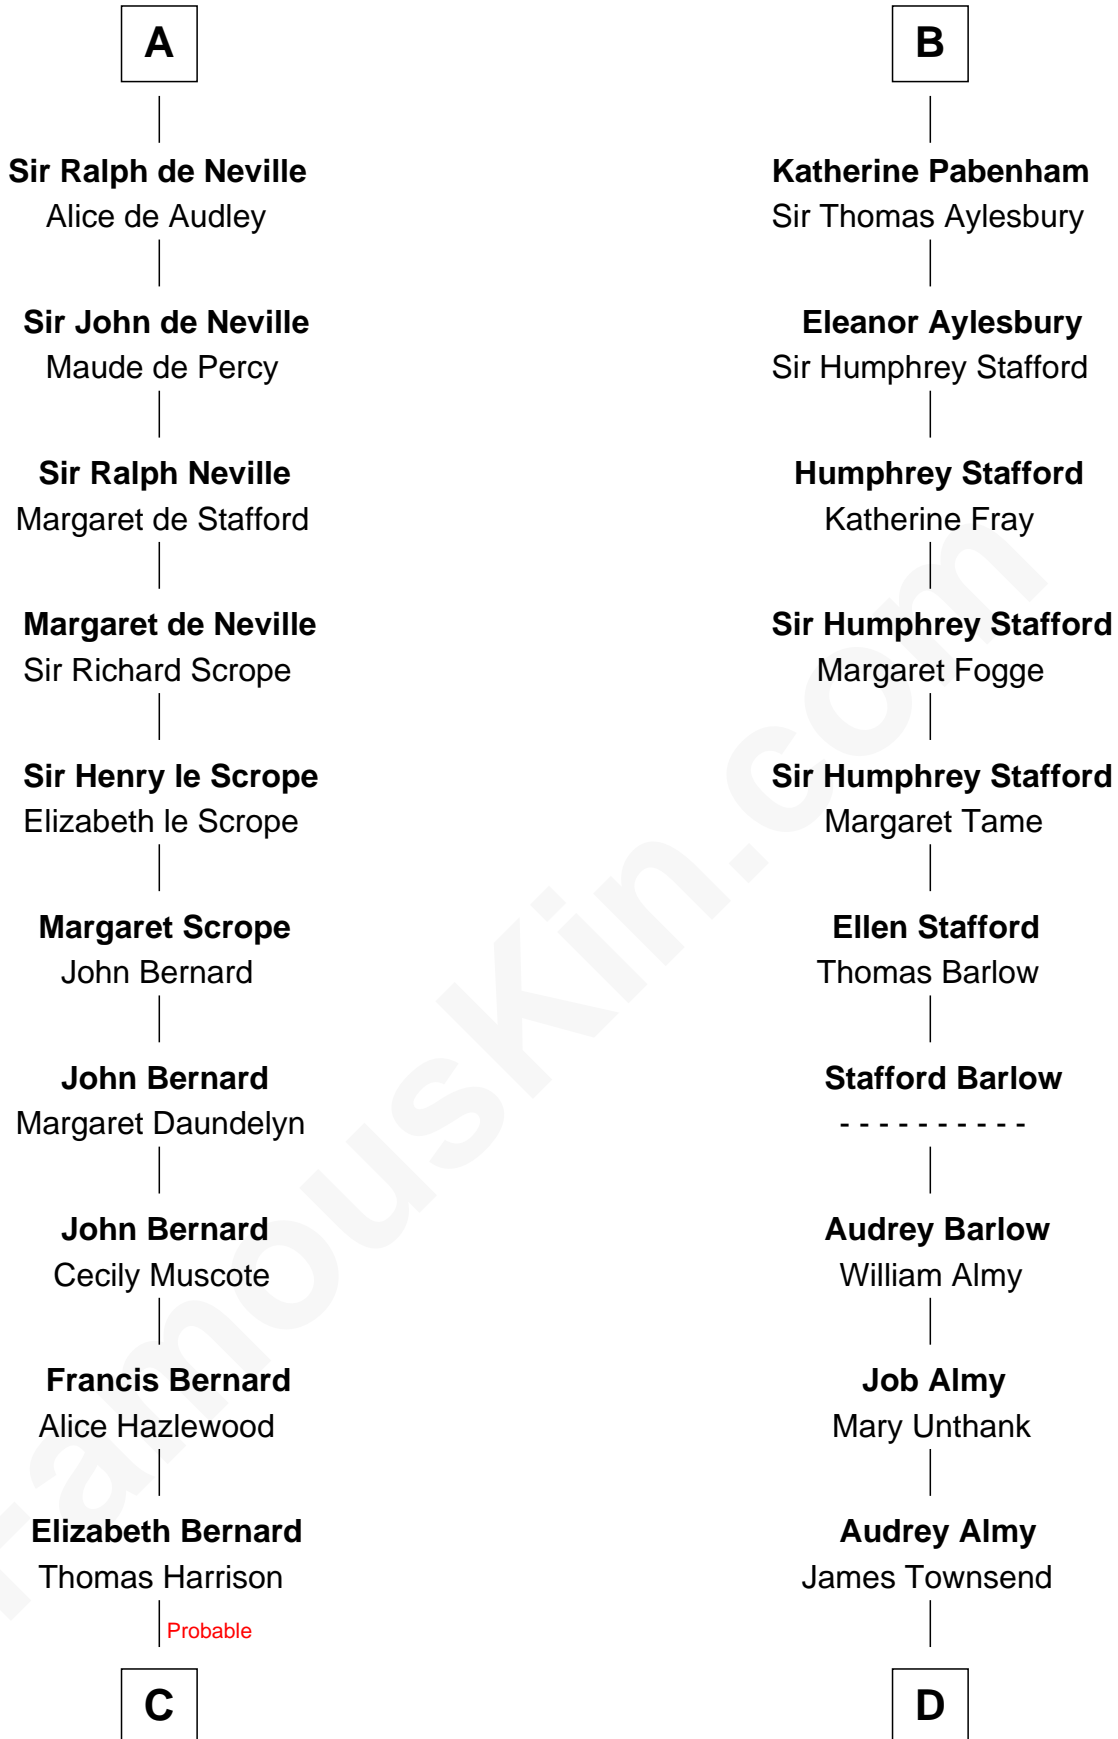 A
Sir Ralph de Neville
Alice de Audley
Sir John de Neville
Maude de Percy
Sir Ralph Neville
Margaret de Stafford
Margaret de Neville
Sir Richard Scrope
Sir Henry le Scrope
Elizabeth le Scrope
Margaret Scrope
John Bernard
John Bernard
Margaret Daundelyn
John Bernard
Cecily Muscote
Francis Bernard
Alice Hazlewood
Elizabeth Bernard
Thomas Harrison
Probable
C
B
Katherine Pabenham
Sir Thomas Aylesbury
Eleanor Aylesbury
Sir Humphrey Stafford
Humphrey Stafford
Katherine Fray
Sir Humphrey Stafford
Margaret Fogge
Sir Humphrey Stafford
Margaret Tame
Ellen Stafford
Thomas Barlow
Stafford Barlow
- - - - - - - - - -
Audrey Barlow
William Almy
Job Almy
Mary Unthank
Audrey Almy
James Townsend
D
FamousKin.com